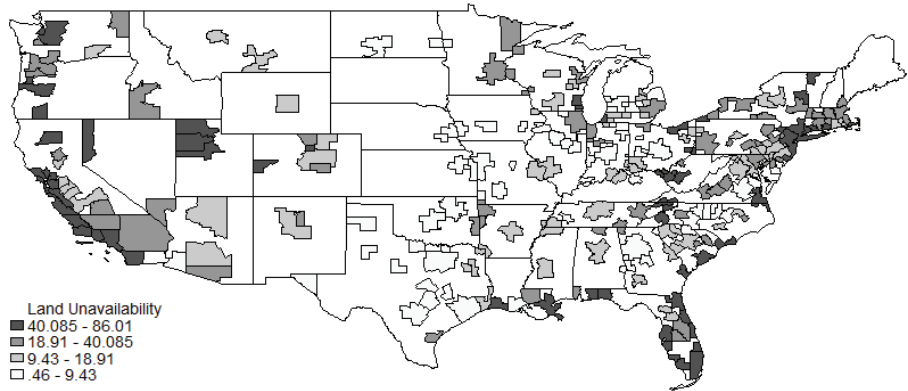 Land Unavailability
40.085 - 86.01
18.91 - 40.085
9.43 - 18.91
.46 - 9.43